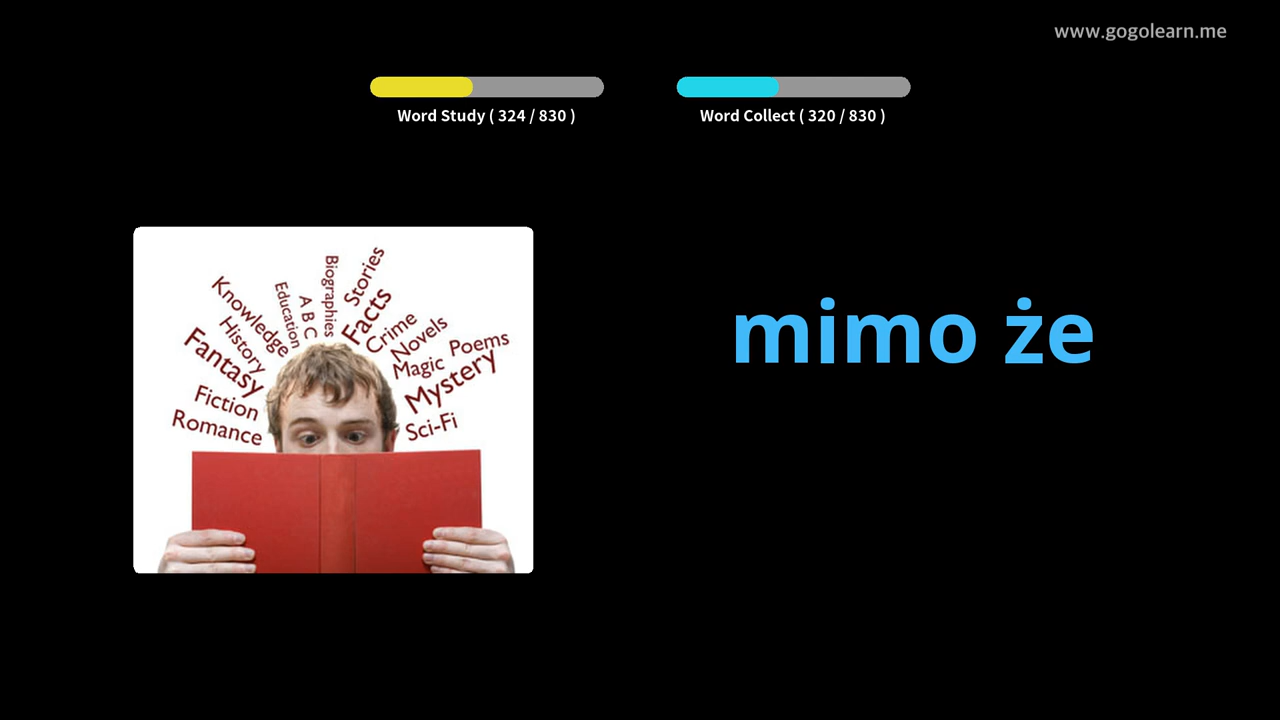 www.gogolearn.me
Word Study ( 324 / 830 )
Word Collect ( 320 / 830 )
mimo że
Biographies
Stories
Education
A B C
Facts
Knowledge
Crime
History
Novels
Fantasy
Magic
Poems
Mystery
Fiction
Romance
Sci-Fi